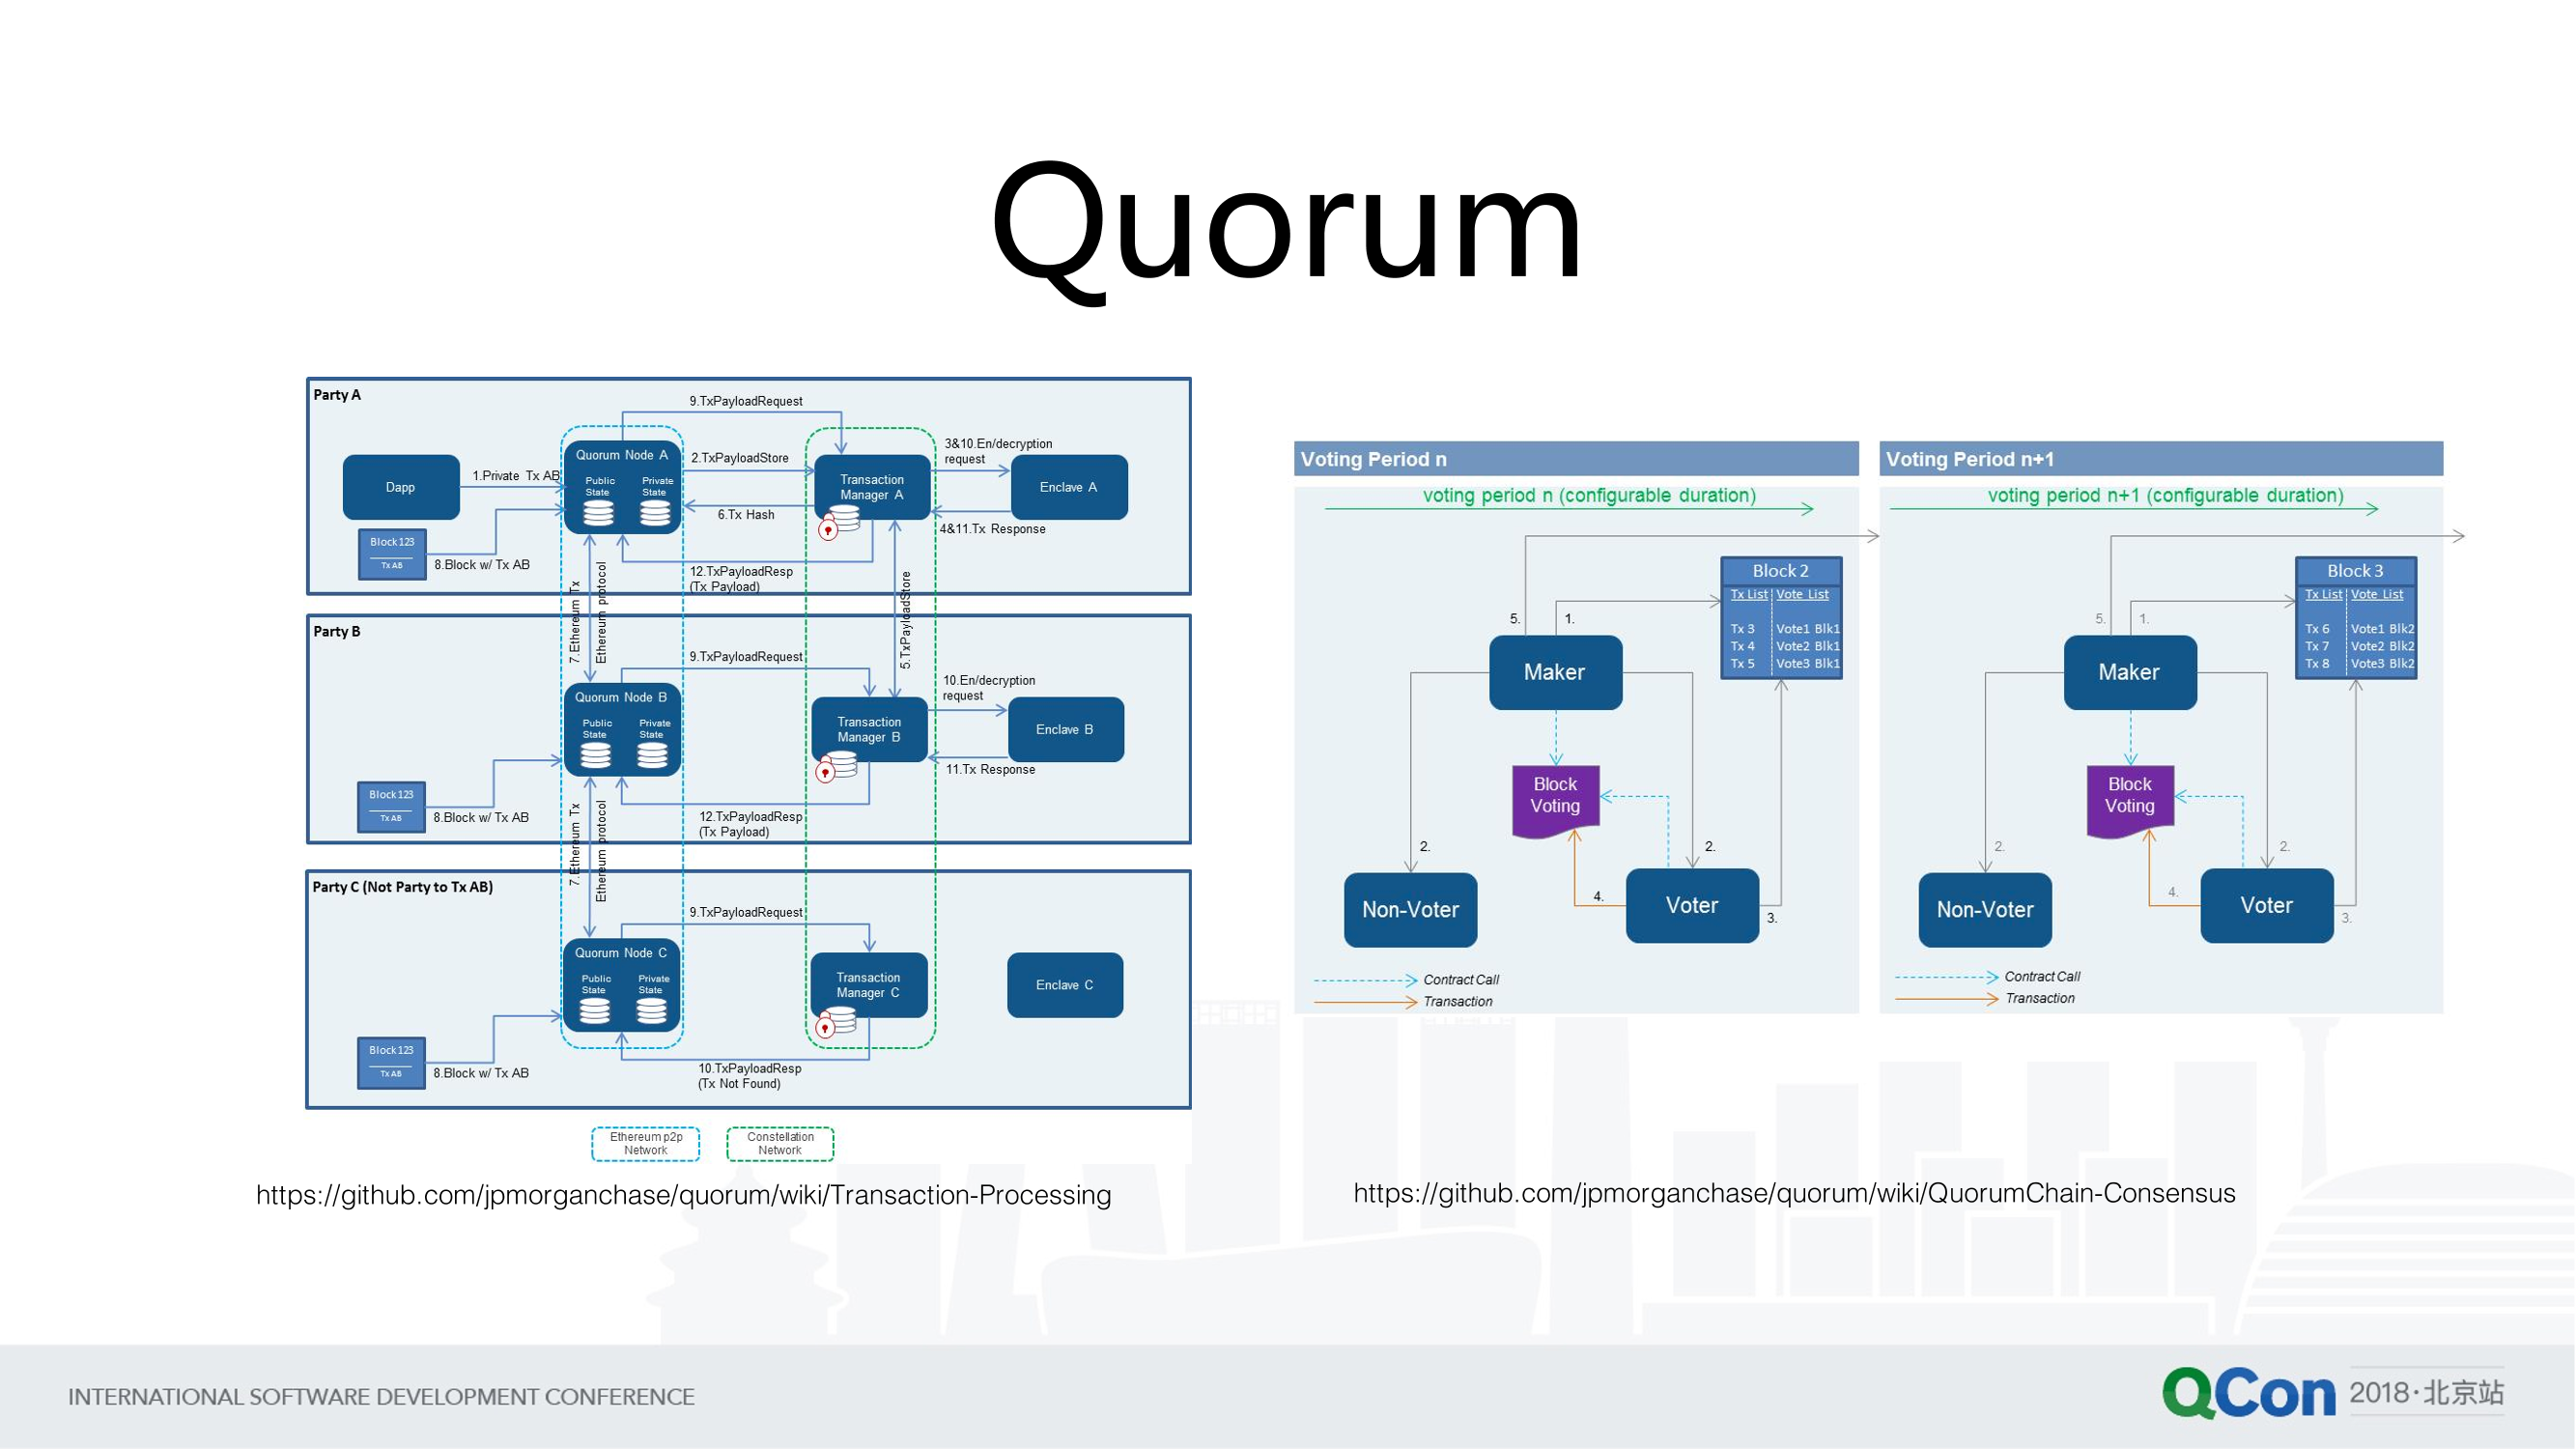 Quorum
Party A
9.TxPayloadRequest
Dapp
1.Private Tx AB
Quorum Node A
Public
State
Private
State
2.TxPayloadStore
6.Tx Hash
Transaction
Manager A
3&10.En/decryption
request
Enclave A
4&11.Tx Response
Block123
Tx AB
8.Block w/ Tx AB
12.TxPayloadResp
(Tx Payload)
7.Ethereum Tx
Ethereum protocol
5.TxPayloadStore
Party B
9.TxPayloadRequest
Quorum Node B
Public
State
Private
State
Transaction
Manager B
10.En/decryption
request
Enclave B
11.Tx Response
Block123
Tx AB
8.Block w/ Tx AB
12.TxPayloadResp
(Tx Payload)
7.Ethereum Tx
Ethereum protocol
Party C (Not Party to Tx AB)
9.TxPayloadRequest
Quorum Node C
Public
State
Private
State
Transaction
Manager C
Enclave C
Block123
Tx AB
8.Block w/ Tx AB
10.TxPayloadResp
(Tx Not Found)
Ethereum p2p
Network
Constellation
Network
https://github.com/jpmorganchase/quorum/wiki/Transaction-Processing
Voting Period n
voting period n (configurable duration)
Block 2
Tx List Vote List
Tx 3 Vote1 Blk1
Tx 4 Vote2 Blk1
Tx 5 Vote3 Blk1
5.
1.
Maker
Block
Voting
2.
2.
4.
3.
Non-Voter
Voter
Contract Call
Transaction
Voting Period n+1
voting period n+1 (configurable duration)
Block 3
Tx List Vote List
Tx 6 Vote1 Blk2
Tx 7 Vote2 Blk2
Tx 8 Vote3 Blk2
5.
1.
Maker
Block
Voting
2.
2.
4.
3.
Non-Voter
Voter
Contract Call
Transaction
https://github.com/jpmorganchase/quorum/wiki/QuorumChain-Consensus
INTERNATIONAL SOFTWARE DEVELOPMENT CONFERENCE
QCon 2018·北京站